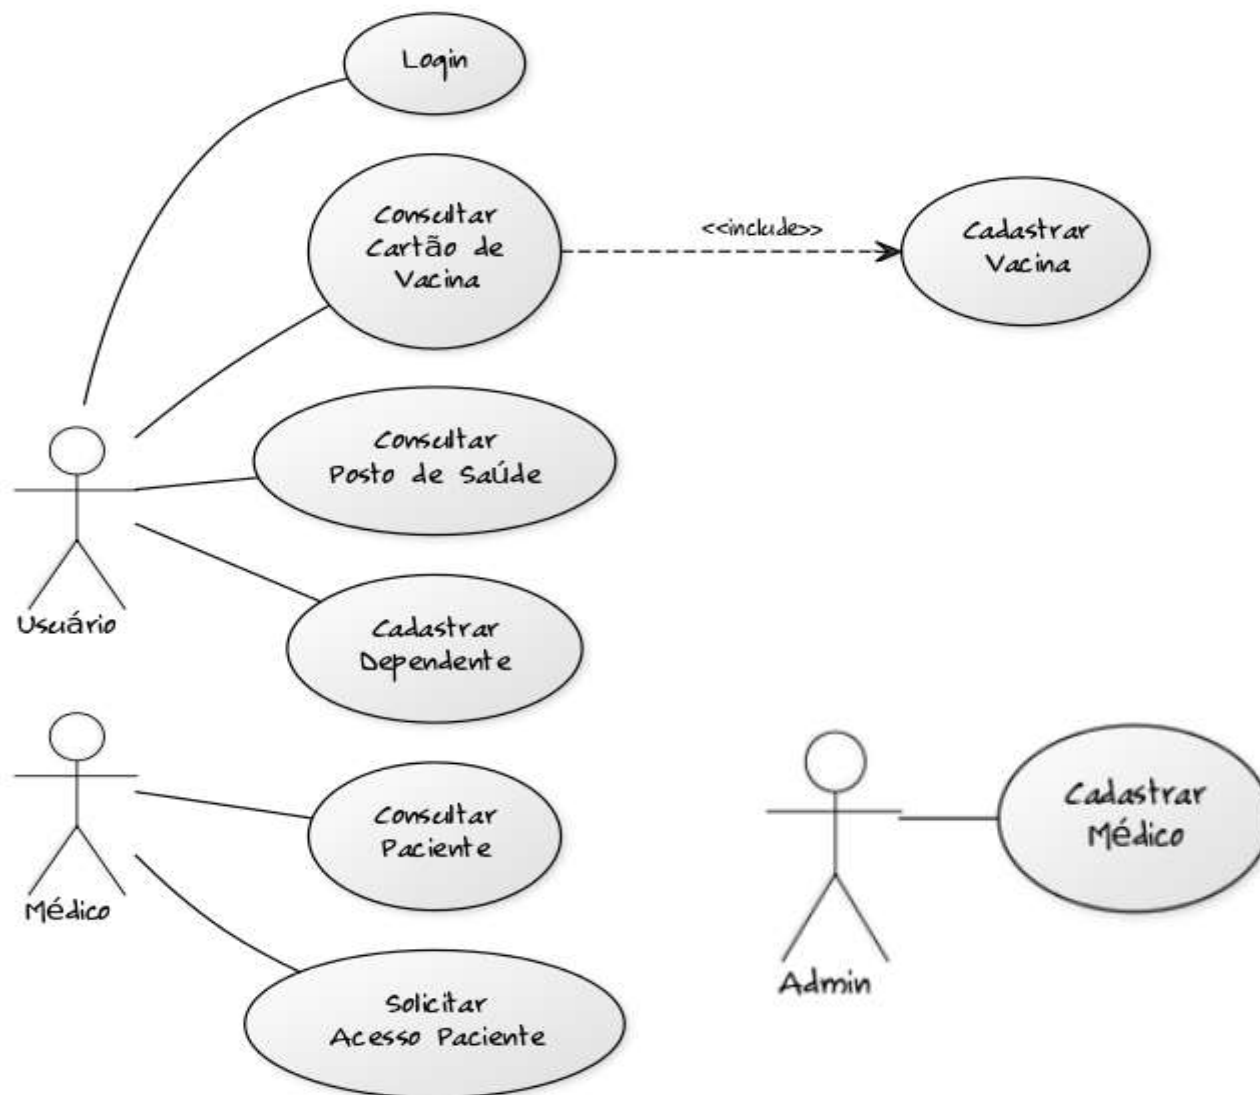 Login
Consultar
Cartão de
Vacina
<<include>>
Cadastrar
Vacina
Consultar
Posto de Saúde
Usuário
Cadastrar
Dependente
Médico
Consultar
Paciente
Solicitar
Acesso Paciente
Admin
Cadastrar
Médico